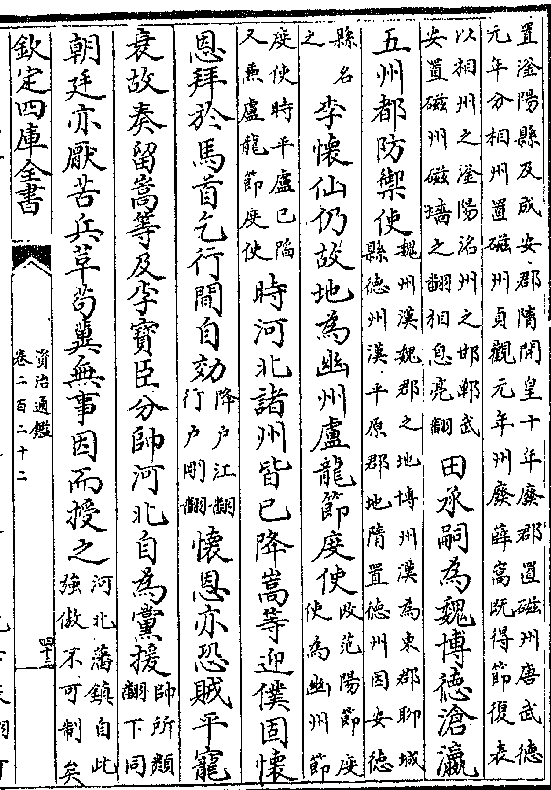 置滏陽縣及成安郡隋開皇十年廢郡置磁州唐武德
元年分相州置磁州貞觀元年州廢薛嵩既得節復表
以相州之滏陽洺州之邯鄲武
安置磁州磁墻之翻相息亮翻
田承嗣為魏博德滄瀛
五州都防禦使
魏州漢魏郡之地博州漢為東郡聊城
縣德州漢平原郡地隋置德州因安德
縣名
之
李懷仙仍故地為幽州盧龍節度使
改范陽節度
使為幽州節
度使時平盧已陷
又兼盧龍節度使
時河北諸州皆已降嵩等迎僕固懷
恩拜於馬首乞行間自効
降户江翻
行户剛翻
懷恩亦恐賊平寵
衰故奏留嵩等及李寶臣分帥河北自為黨援
帥所類
翻下同
朝廷亦厭苦兵革苟冀無事因而授之
河北藩鎮自此
強傲不可制矣
欽定四庫全書
資治通鑑
卷二百二十二
四十三